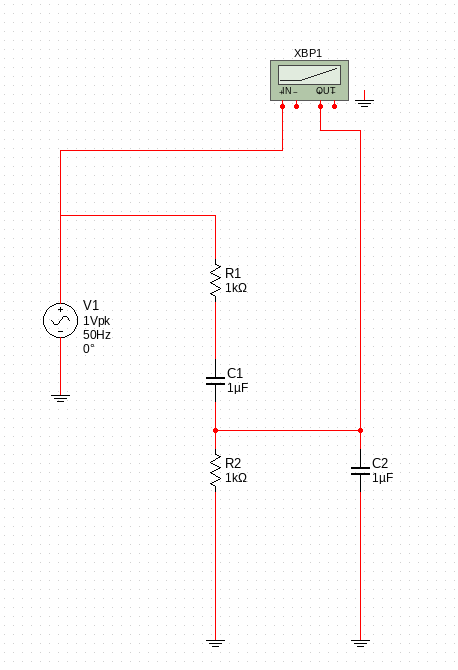 XBP1
+IN - OUT -
R1
1kΩ
V1
1Vpk
50Hz
0°
C1
1µF
R2
1kΩ
C2
1µF